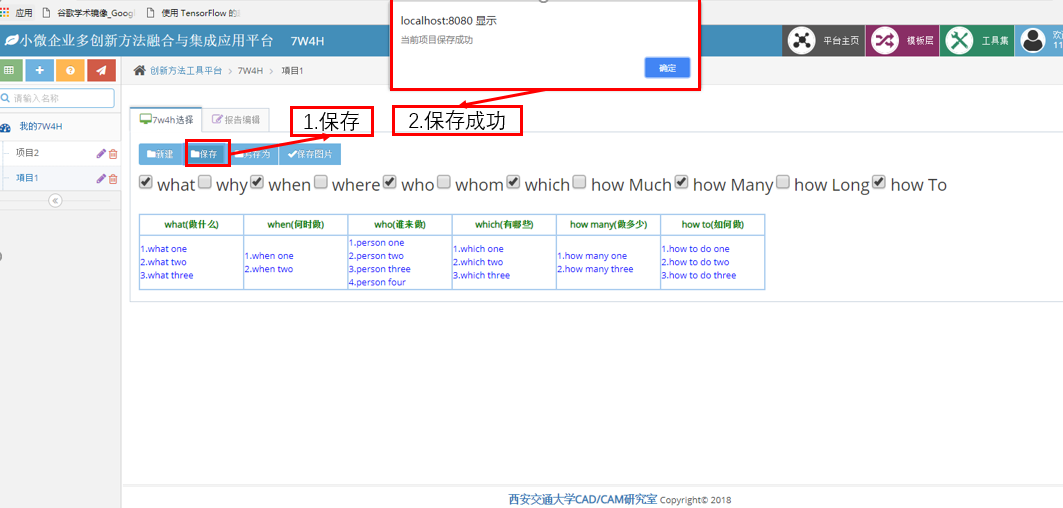 应用 谷歌学术镜像_Goog 使用 TensorFlow 的
localhost:8080 显示
当前项目保存成功
确定
小微企业多创新方法融合与集成应用平台 7W4H
平台主页 模板层 工具集
11
创新方法工具平台 > 7W4H > 项目1
请输入名称
我的7W4H
项目2
项目1
1.保存
2.保存成功
7w4h选择 报告编辑
新建 保存 另存为 保存图片
what why when where who whom which how Much how Many how Long how To
what(做什么) when(何时做) who(谁来做) which(有哪些) how many(做多少) how to(如何做)
1.what one
2.what two
3.what three
1.when one
2.when two
1.person one
2.person two
3.person three
4.person four
1.which one
2.which two
3.which three
1.how many one
2.how many three
1.how to do one
2.how to do two
3.how to do three
西安交通大学CAD/CAM研究室 Copyright© 2018